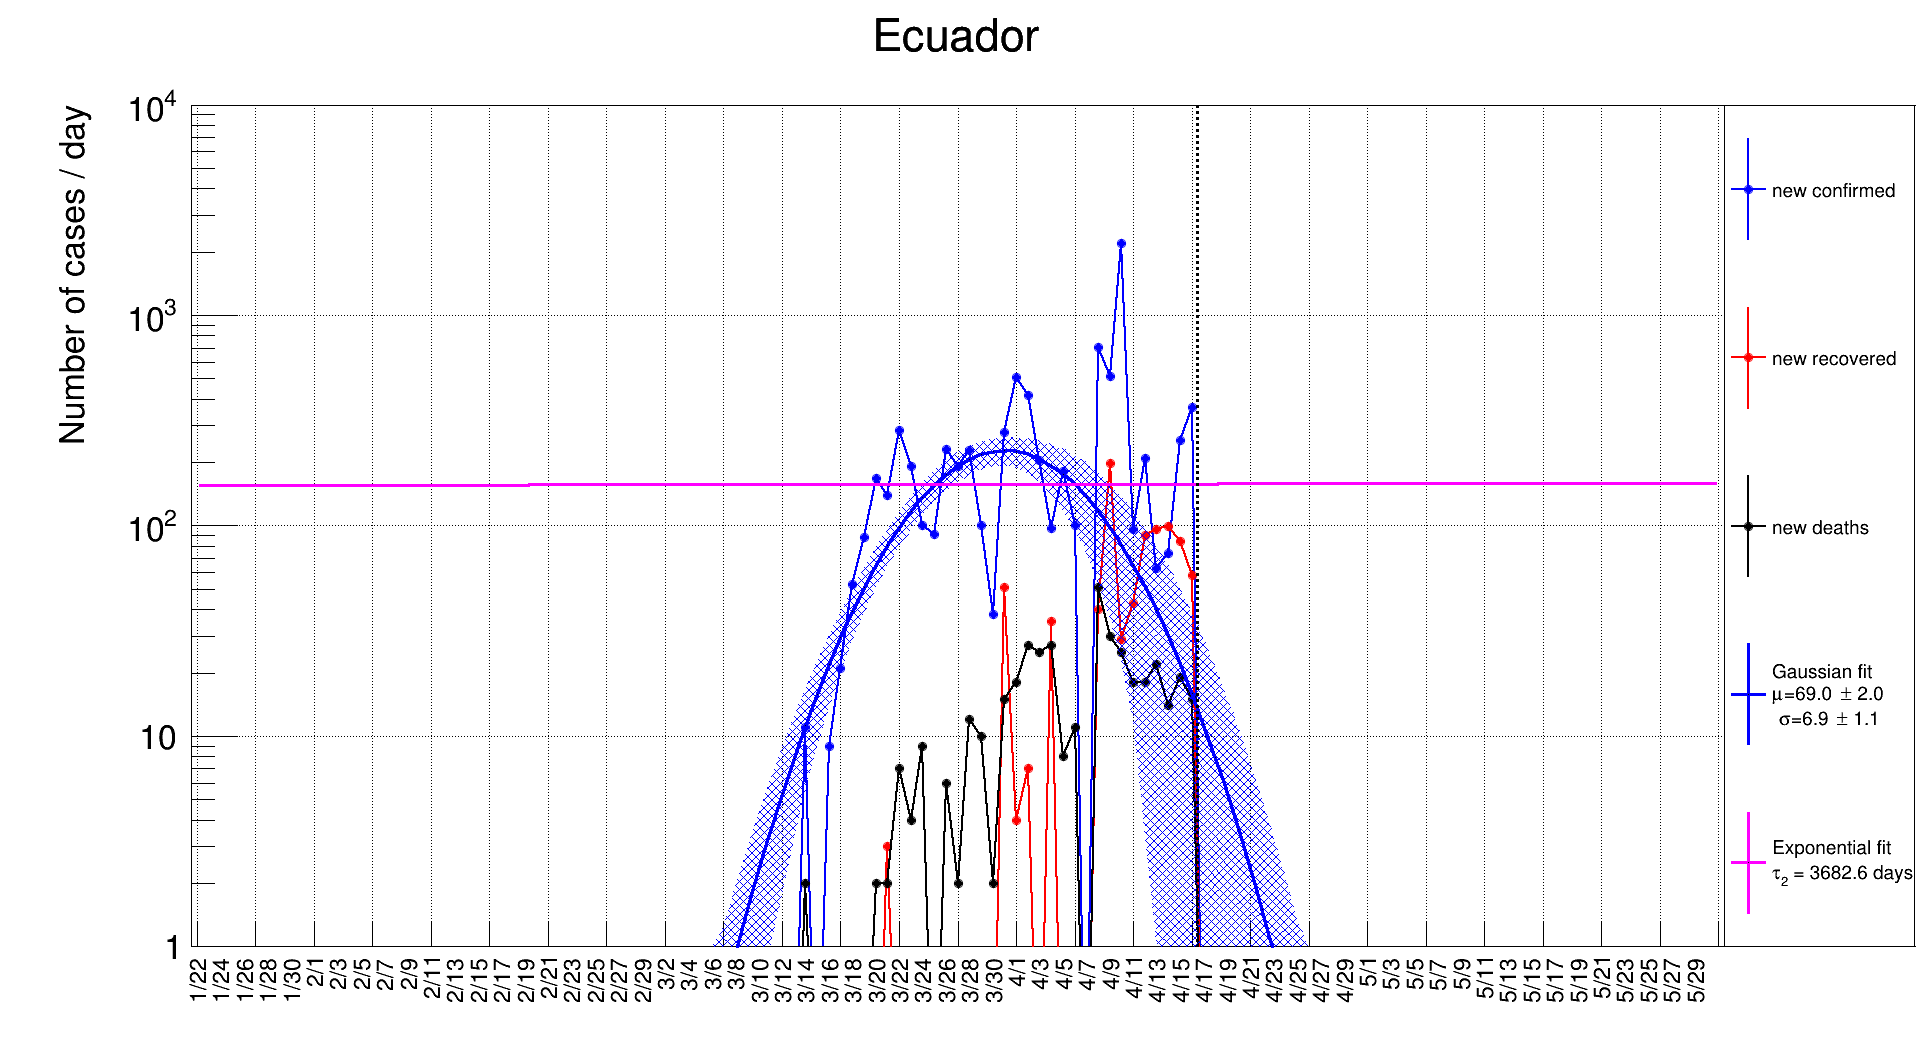 Ecuador
Number of cases / day
10^4
10^3
10^2
10
1
1/22 1/24 1/26 1/28 1/30 2/1 2/3 2/5 2/7 2/9 2/11 2/13 2/15 2/17 2/19 2/21 2/23 2/25 2/27 2/29 3/2 3/4 3/6 3/8 3/10 3/12 3/14 3/16 3/18 3/20 3/22 3/24 3/26 3/28 3/30 4/1 4/3 4/5 4/7 4/9 4/11 4/13 4/15 4/17 4/19 4/21 4/23 4/25 4/27 4/29 5/1 5/3 5/5 5/7 5/9 5/11 5/13 5/15 5/17 5/19 5/21 5/23 5/25 5/27 5/29
new confirmed
new recovered
new deaths
Gaussian fit
μ=69.0 ± 2.0
σ=6.9 ± 1.1
Exponential fit
τ₂ = 3682.6 days